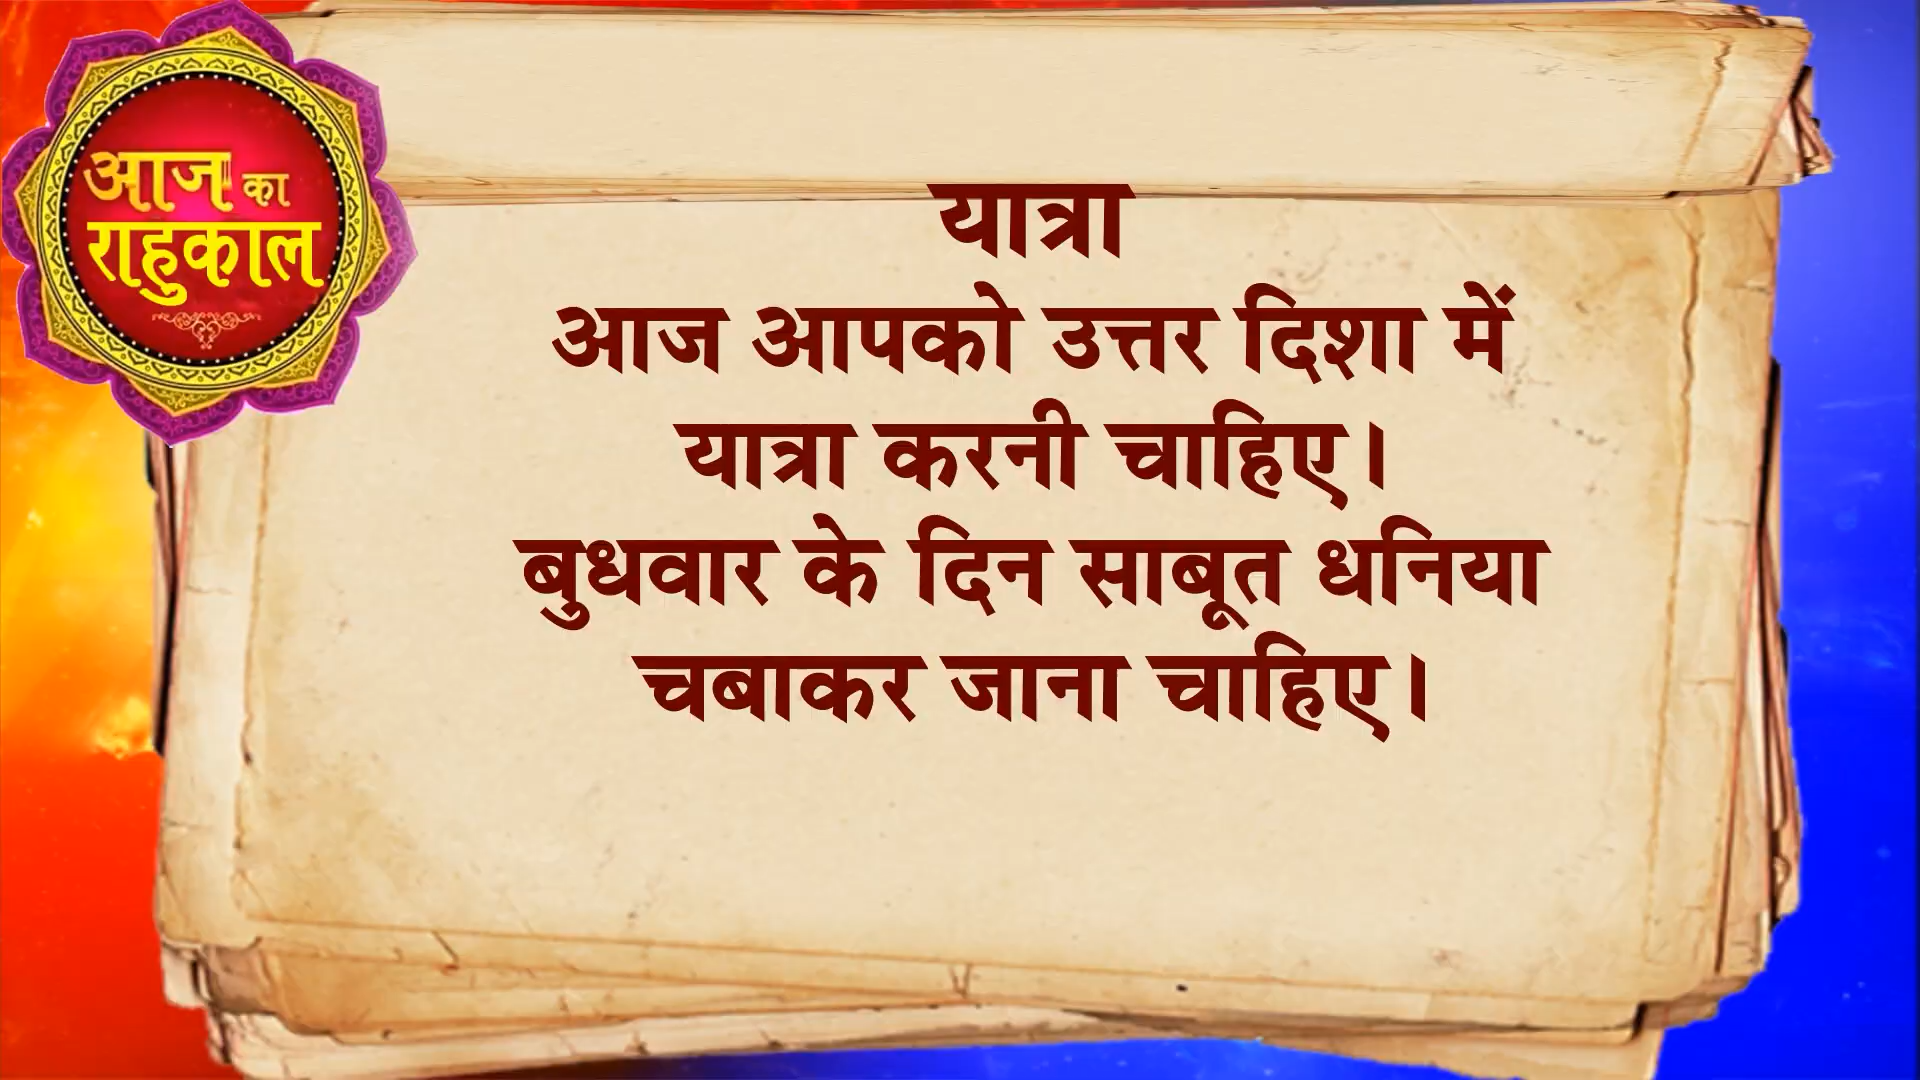 आज का
राहुकाल
यात्रा
आज आपको उत्तर दिशा में
यात्रा करनी चाहिए।
बुधवार के दिन साबूत धनिया
चबाकर जाना चाहिए।